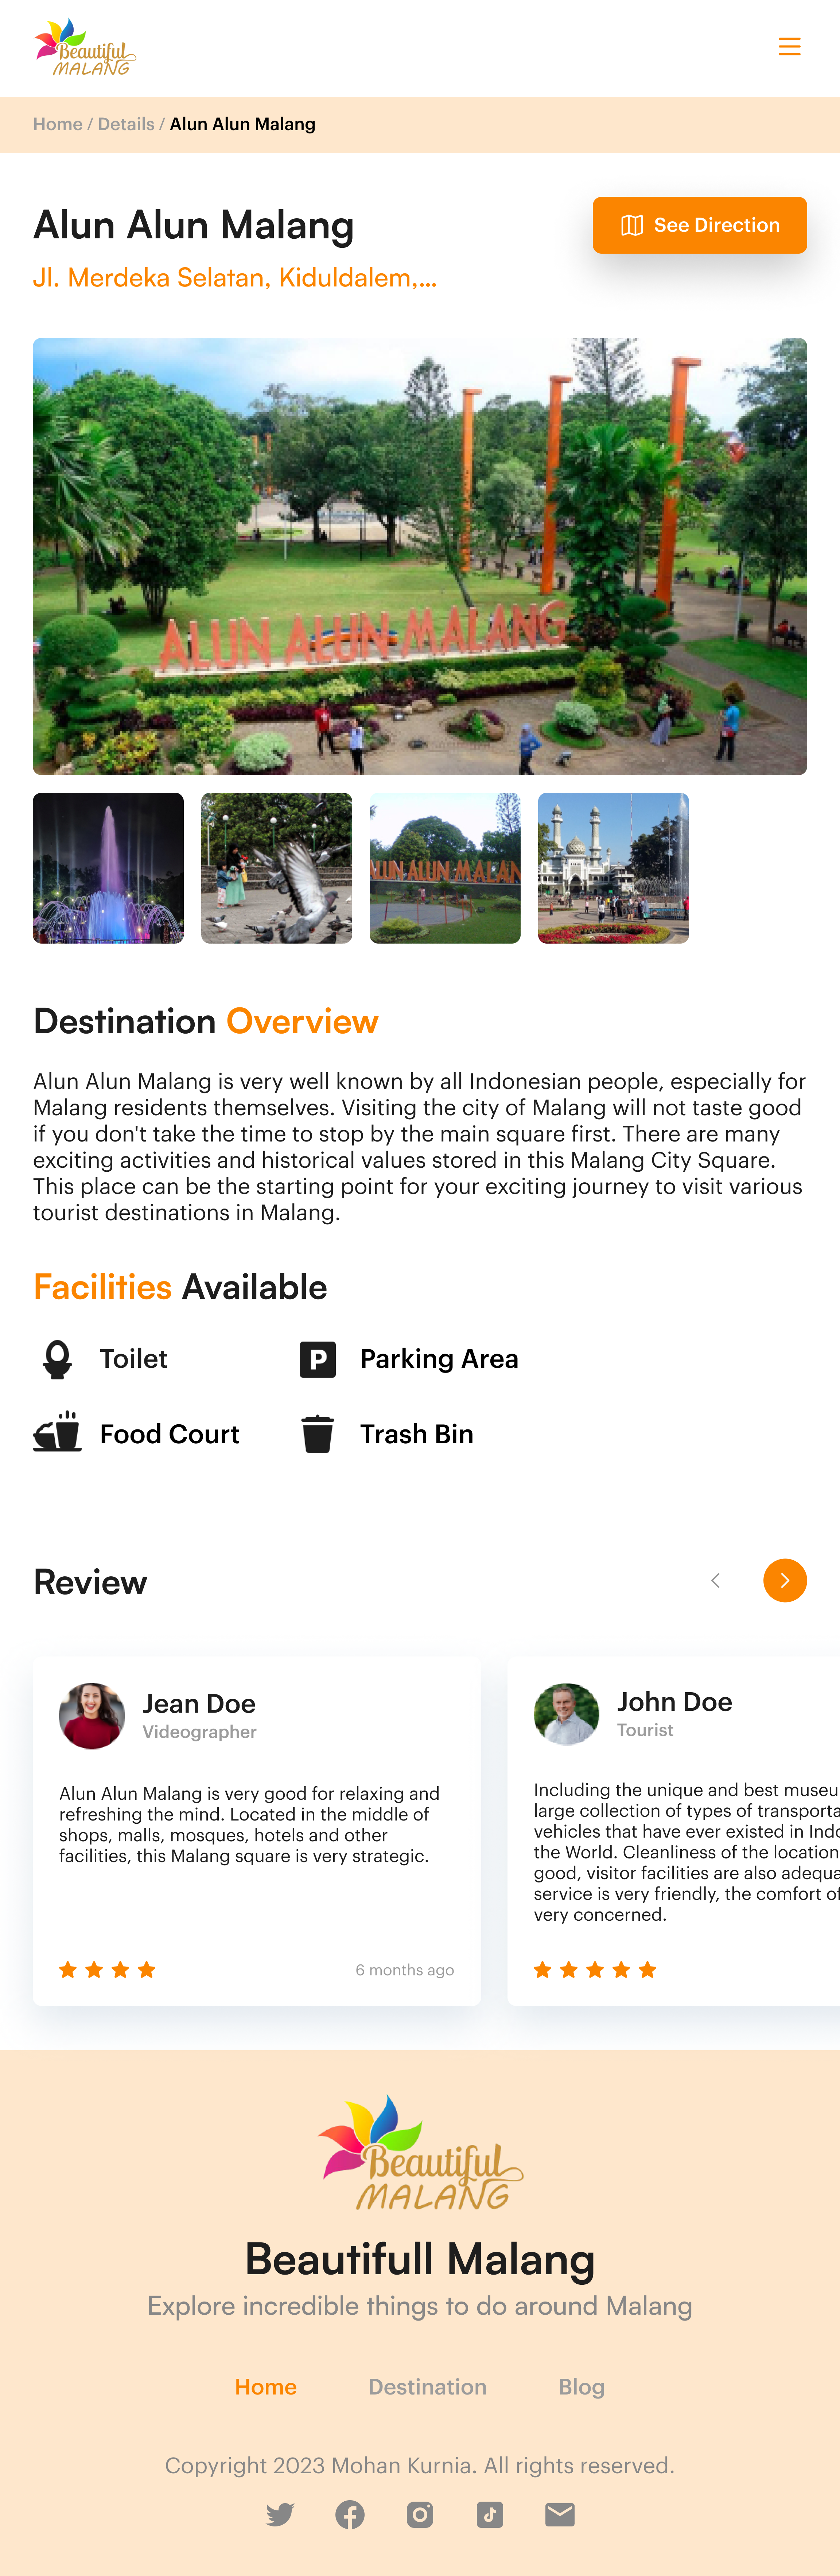 Beautiful
MALANG
Home / Details / Alun Alun Malang
Alun Alun Malang
See Direction
Jl. Merdeka Selatan, Kiduldalem,...
ALUN ALUN MALANG
ALUN ALUN MALAN
Destination Overview
Alun Alun Malang is very well known by all Indonesian people, especially for
Malang residents themselves. Visiting the city of Malang will not taste good
if you don't take the time to stop by the main square first. There are many
exciting activities and historical values stored in this Malang City Square.
This place can be the starting point for your exciting journey to visit various
tourist destinations in Malang.
Facilities Available
Toilet
P Parking Area
Food Court
Trash Bin
Review
Jean Doe
Videographer
Alun Alun Malang is very good for relaxing and
refreshing the mind. Located in the middle of
shops, malls, mosques, hotels and other
facilities, this Malang square is very strategic.
6 months ago
John Doe
Tourist
Including the unique and best museu
large collection of types of transporta
vehicles that have ever existed in Indo
the World. Cleanliness of the location
good, visitor facilities are also adequa
service is very friendly, the comfort of
very concerned.
Beautiful
MALANG
Beautifull Malang
Explore incredible things to do around Malang
Home
Destination
Blog
Copyright 2023 Mohan Kurnia. All rights reserved.